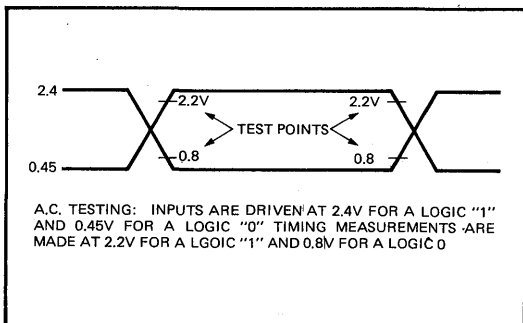 2.4
2.2V 2.2V
TEST POINTS
0.8 0.8
0.45
A.C. TESTING: INPUTS ARE DRIVEN AT 2.4V FOR A LOGIC "1"
AND 0.45V FOR A LOGIC "0" TIMING MEASUREMENTS ARE
MADE AT 2.2V FOR A LGOIC "1" AND 0.8V FOR A LOGIC 0